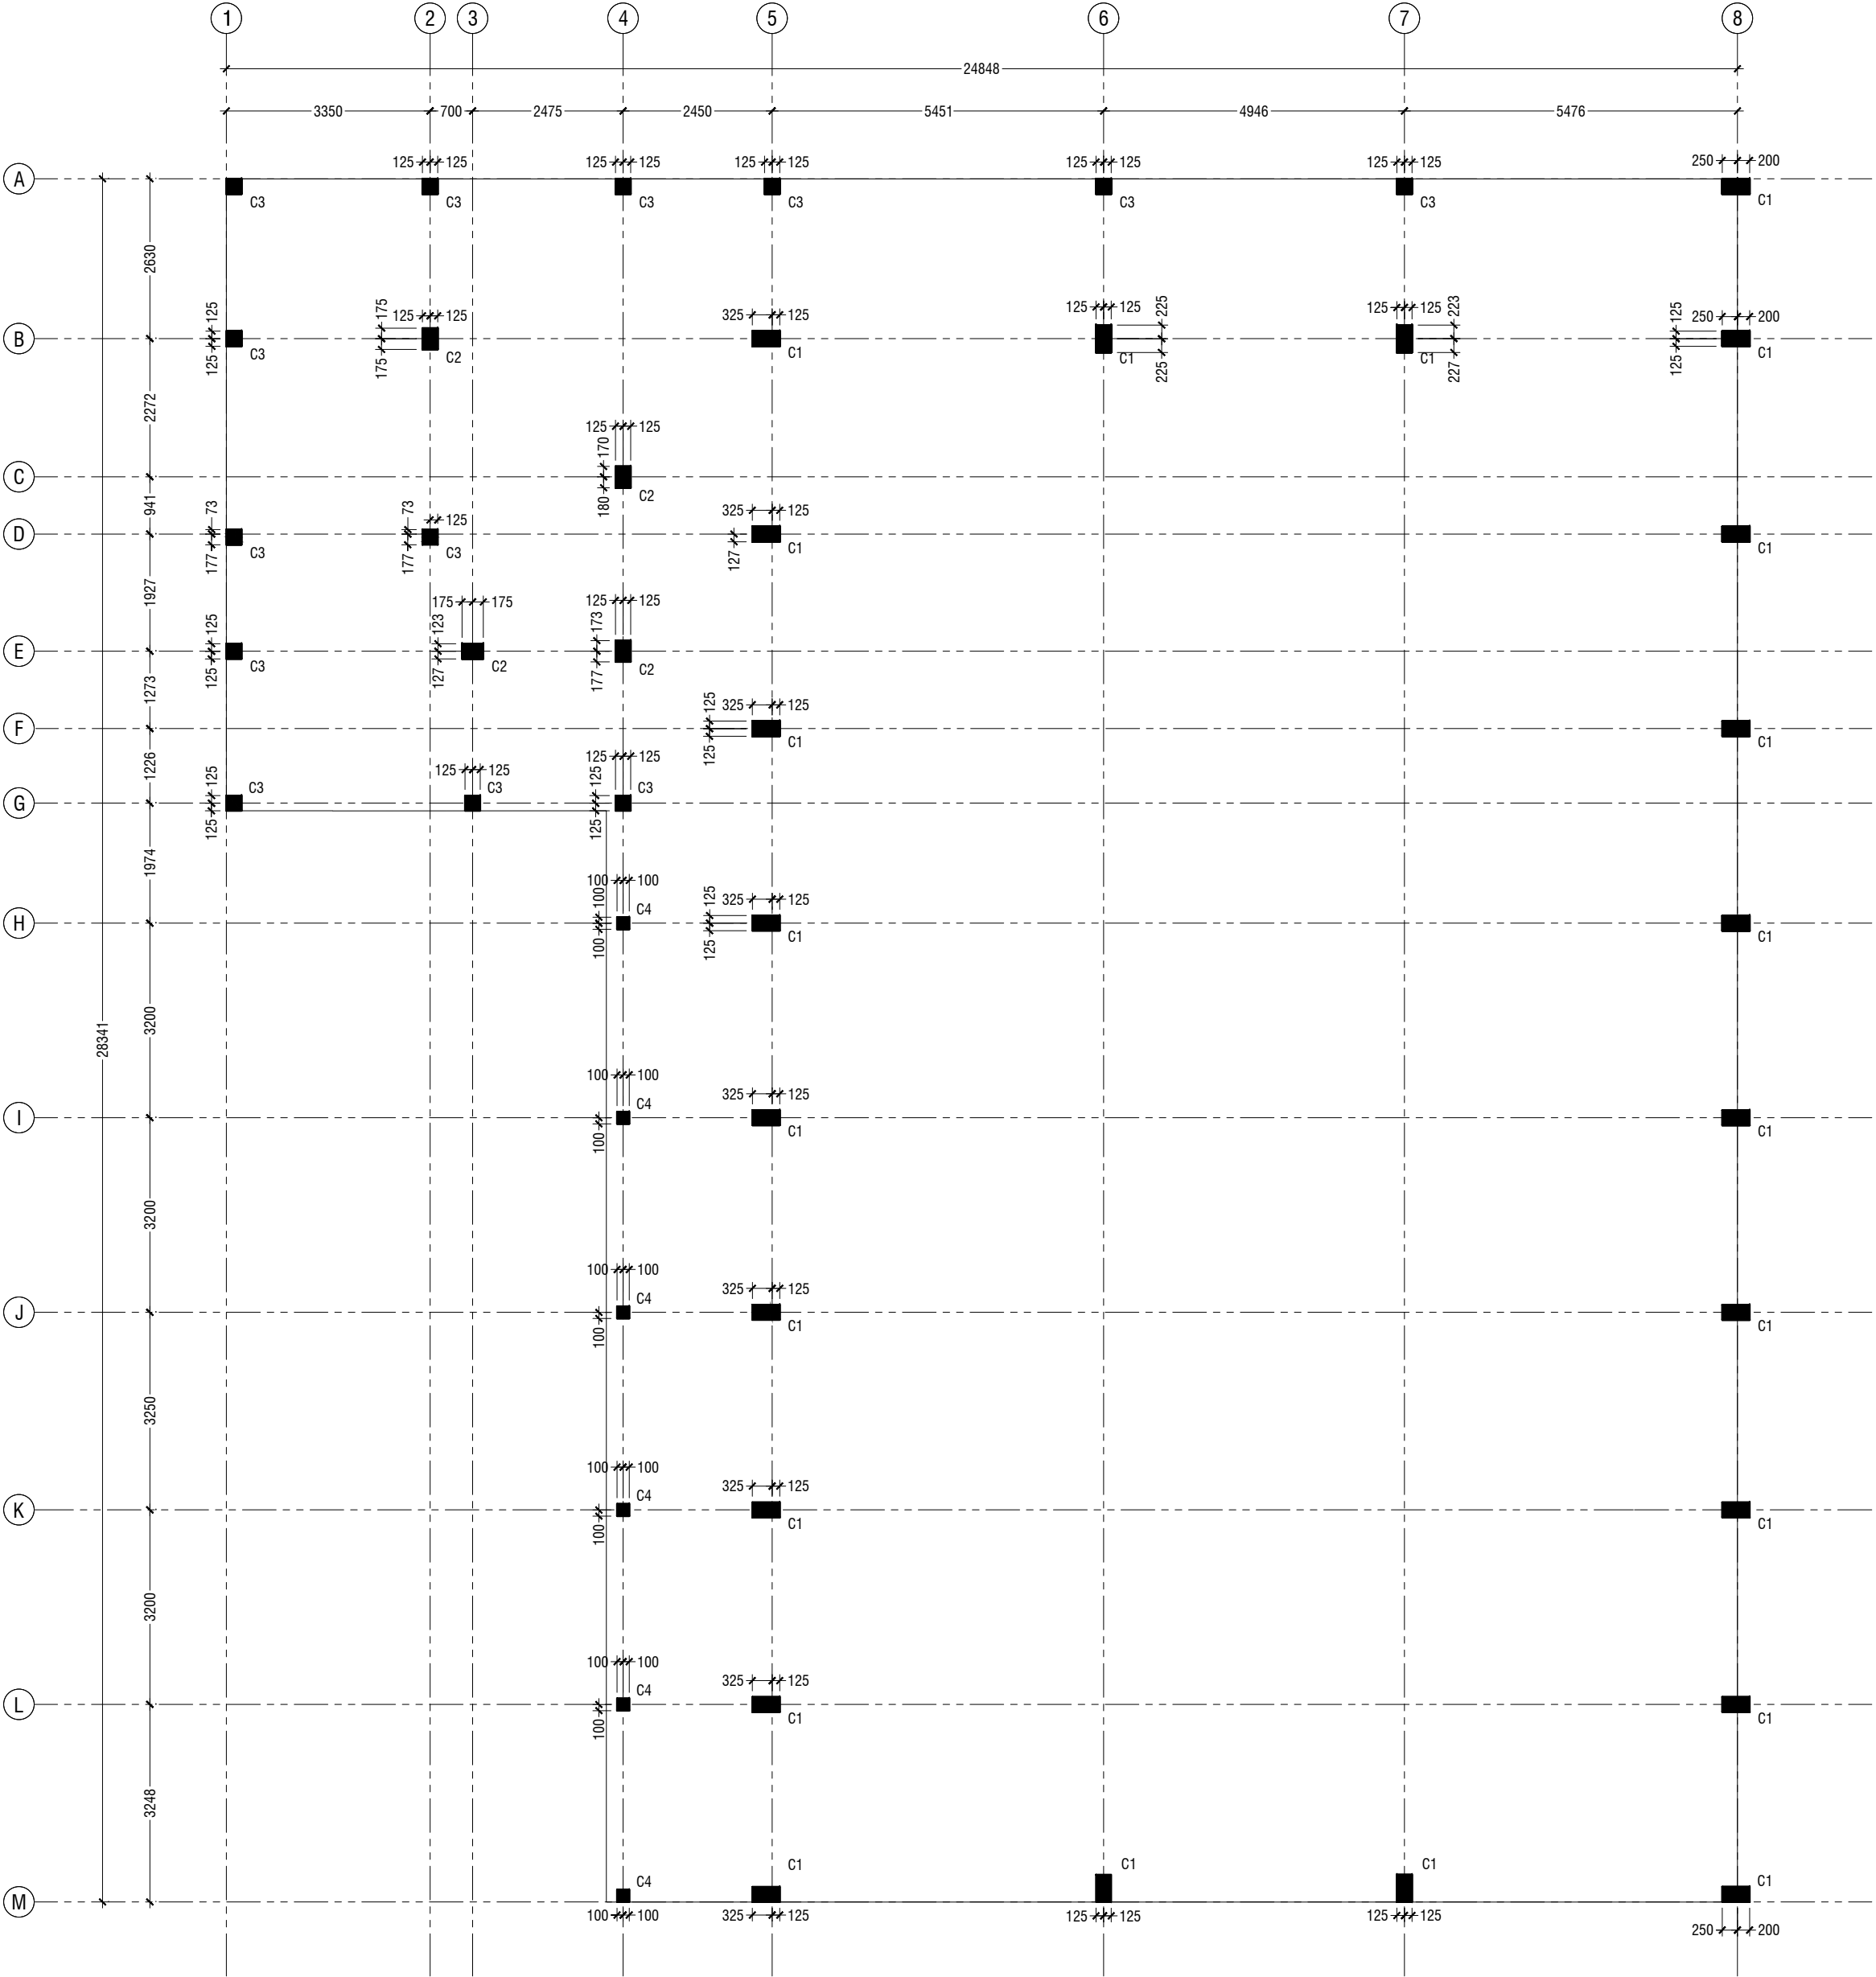 1 2 3 4 5 6 7 8
24848
3350 700 2475 2450 5451 4946 5476
125 125 125 125 125 125 125 125 125 125 250 200
A
C3 C3 C3 C3 C3 C3 C1
2630
125 175 125 125 325 125 125 125 225 125 125 223 125 250 200
B
125 C3 175 C2 C1 C1 225 C1 227 125 C1
2272
125 125
170
C
180 C2
941
73 73 125 325 125
D
177 C3 177 C3 127 C1 C1
1927
175 175 125 125
125 123 173
E
125 C3 127 C2 177 C2
1273
125 325 125
F
125 C1 C1
1226
125 125 125 125
125 C3 C3 125 C3
G
125 125
1974
100 100 325 125
100 C4 125
H
100 125 C1 C1
3200
28341
100 100 325 125
C4
I
100 C1 C1
3200
100 100 325 125
C4
J
100 C1 C1
3250
100 100 325 125
C4
K
100 C1 C1
3200
100 100 325 125
C4
L
100 C1 C1
3248
C1 C1 C1 C1
C4
M
100 100 325 125 125 125 125 125
250 200